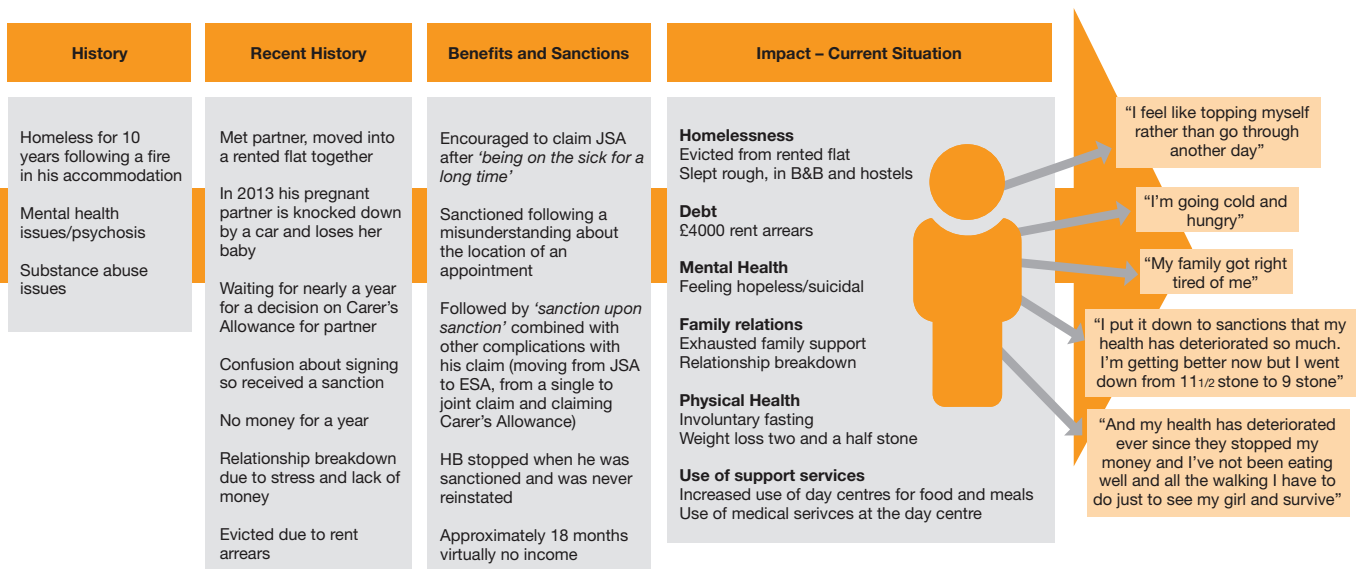 History
Homeless for 10
years following a fire
in his accommodation
Mental health
issues/psychosis
Substance abuse
issues
Recent History
Met partner, moved into
a rented flat together
In 2013 his pregnant
partner is knocked down
by a car and loses her
baby
Waiting for nearly a year
for a decision on Carer's
Allowance for partner
Confusion about signing
so received a sanction
No money for a year
Relationship breakdown
due to stress and lack of
money
Evicted due to rent
arrears
Benefits and Sanctions
Encouraged to claim JSA
after ‘being on the sick for a
long time’
Sanctioned following a
misunderstanding about
the location of an
appointment
Followed by ‘sanction upon
sanction’ combined with
other complications with
his claim (moving from JSA
to ESA, from a single to
joint claim and claiming
Carer's Allowance)
HB stopped when he was
sanctioned and was never
reinstated
Approximately 18 months
virtually no income
Impact – Current Situation
Homelessness
Evicted from rented flat
Slept rough, in B&B and hostels
Debt
£4000 rent arrears
Mental Health
Feeling hopeless/suicidal
Family relations
Exhausted family support
Relationship breakdown
Physical Health
Involuntary fasting
Weight loss two and a half stone
Use of support services
Increased use of day centres for food and meals
Use of medical serivces at the day centre
“I feel like topping myself
rather than go through
another day”
“I'm going cold and
hungry”
“My family got right
tired of me”
“I put it down to sanctions that my
health has deteriorated so much.
I'm getting better now but I went
down from 11 1/2 stone to 9 stone”
“And my health has deteriorated
ever since they stopped my
money and I've not been eating
well and all the walking I have to
do just to see my girl and survive”